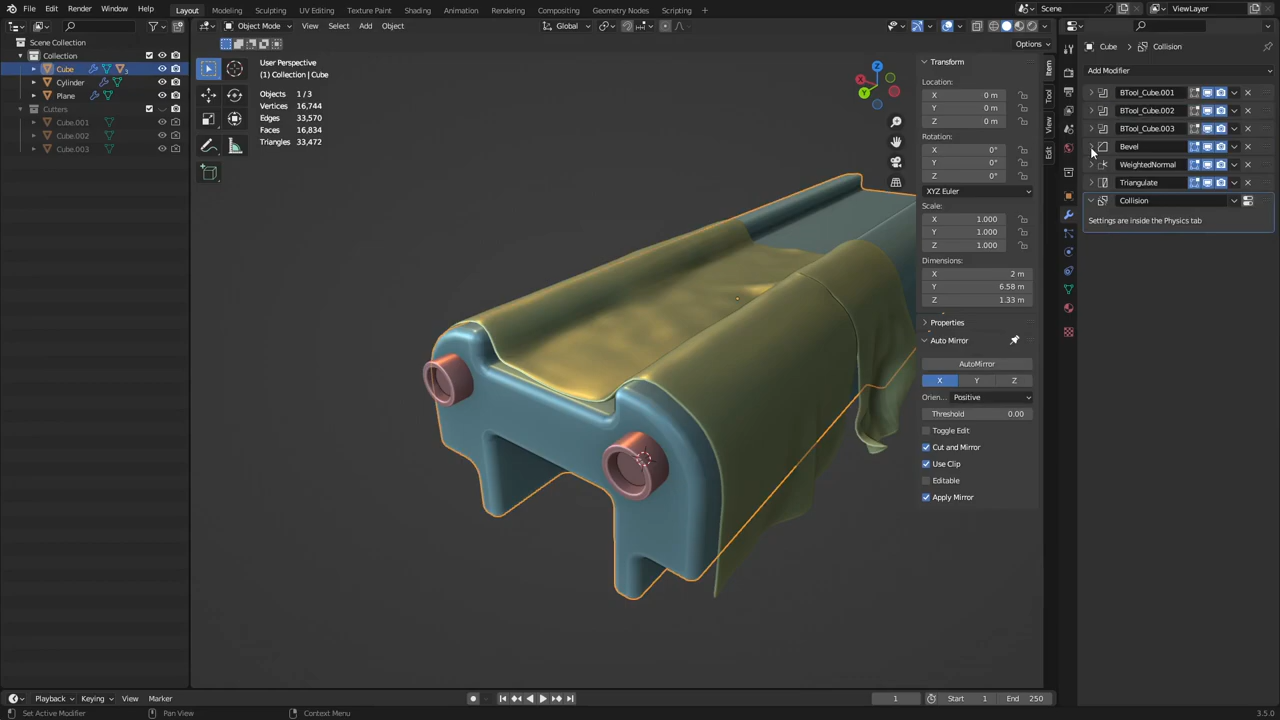 File Edit Render Window Help
Layout Modeling Sculpting UV Editing Texture Paint Shading Animation Rendering Compositing Geometry Nodes Scripting +
Scene
ViewLayer
Object Mode View Select Add Object
Global
Options
Scene Collection
Collection
Cube
3
Cylinder
Plane
Cutters
Cube.001
Cube.002
Cube.003
User Perspective
(1) Collection | Cube
Objects 1 / 3
Vertices 16,744
Edges 33,570
Faces 16,834
Triangles 33,472
Z
X
Y
Transform
Location:
X 0 m
Y 0 m
Z 0 m
Rotation:
X 0°
Y 0°
Z 0°
XYZ Euler
Scale:
X 1.000
Y 1.000
Z 1.000
Dimensions:
X 2 m
Y 6.58 m
Z 1.33 m
Properties
Auto Mirror
AutoMirror
X Y Z
Orien... Positive
Threshold 0.00
Toggle Edit
Cut and Mirror
Use Clip
Editable
Apply Mirror
Item
Tool
View
Edit
Cube > Collision
Add Modifier
BTool_Cube.001
BTool_Cube.002
BTool_Cube.003
Bevel
WeightedNormal
Triangulate
Collision
Settings are inside the Physics tab
Playback Keying View Marker
1 Start 1 End 250
Set Active Modifier Pan View Context Menu
3.5.0